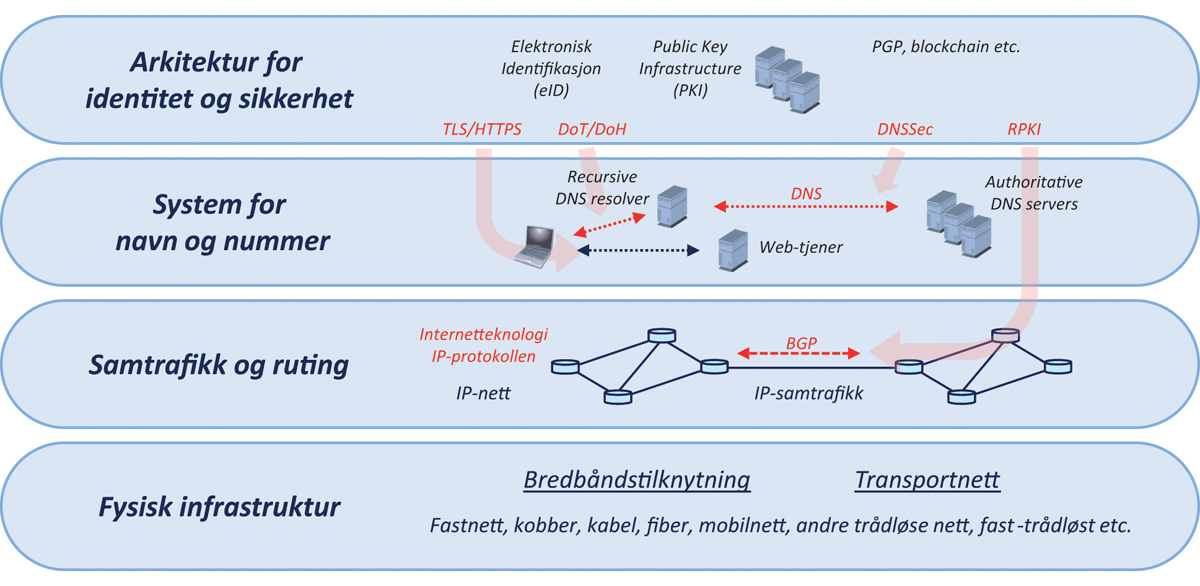 Arkitektur for
identitet og sikkerhet
Elektronisk
Identifikasjon
(eID)
Public Key
Infrastructure
(PKI)
PGP, blockchain etc.
TLS/HTTPS
DoT/DoH
DNSSec
RPKI
System for
navn og nummer
Recursive
DNS resolver
DNS
Authoritative
DNS servers
Web-tjener
Samtrafikk og ruting
Internetteknologi
IP-protokollen
IP-nett
BGP
IP-samtrafikk
Fysisk infrastruktur
Bredbåndstilknytning
Transportnett
Fastnett, kobber, kabel, fiber, mobilnett, andre trådløse nett, fast-trådløst etc.